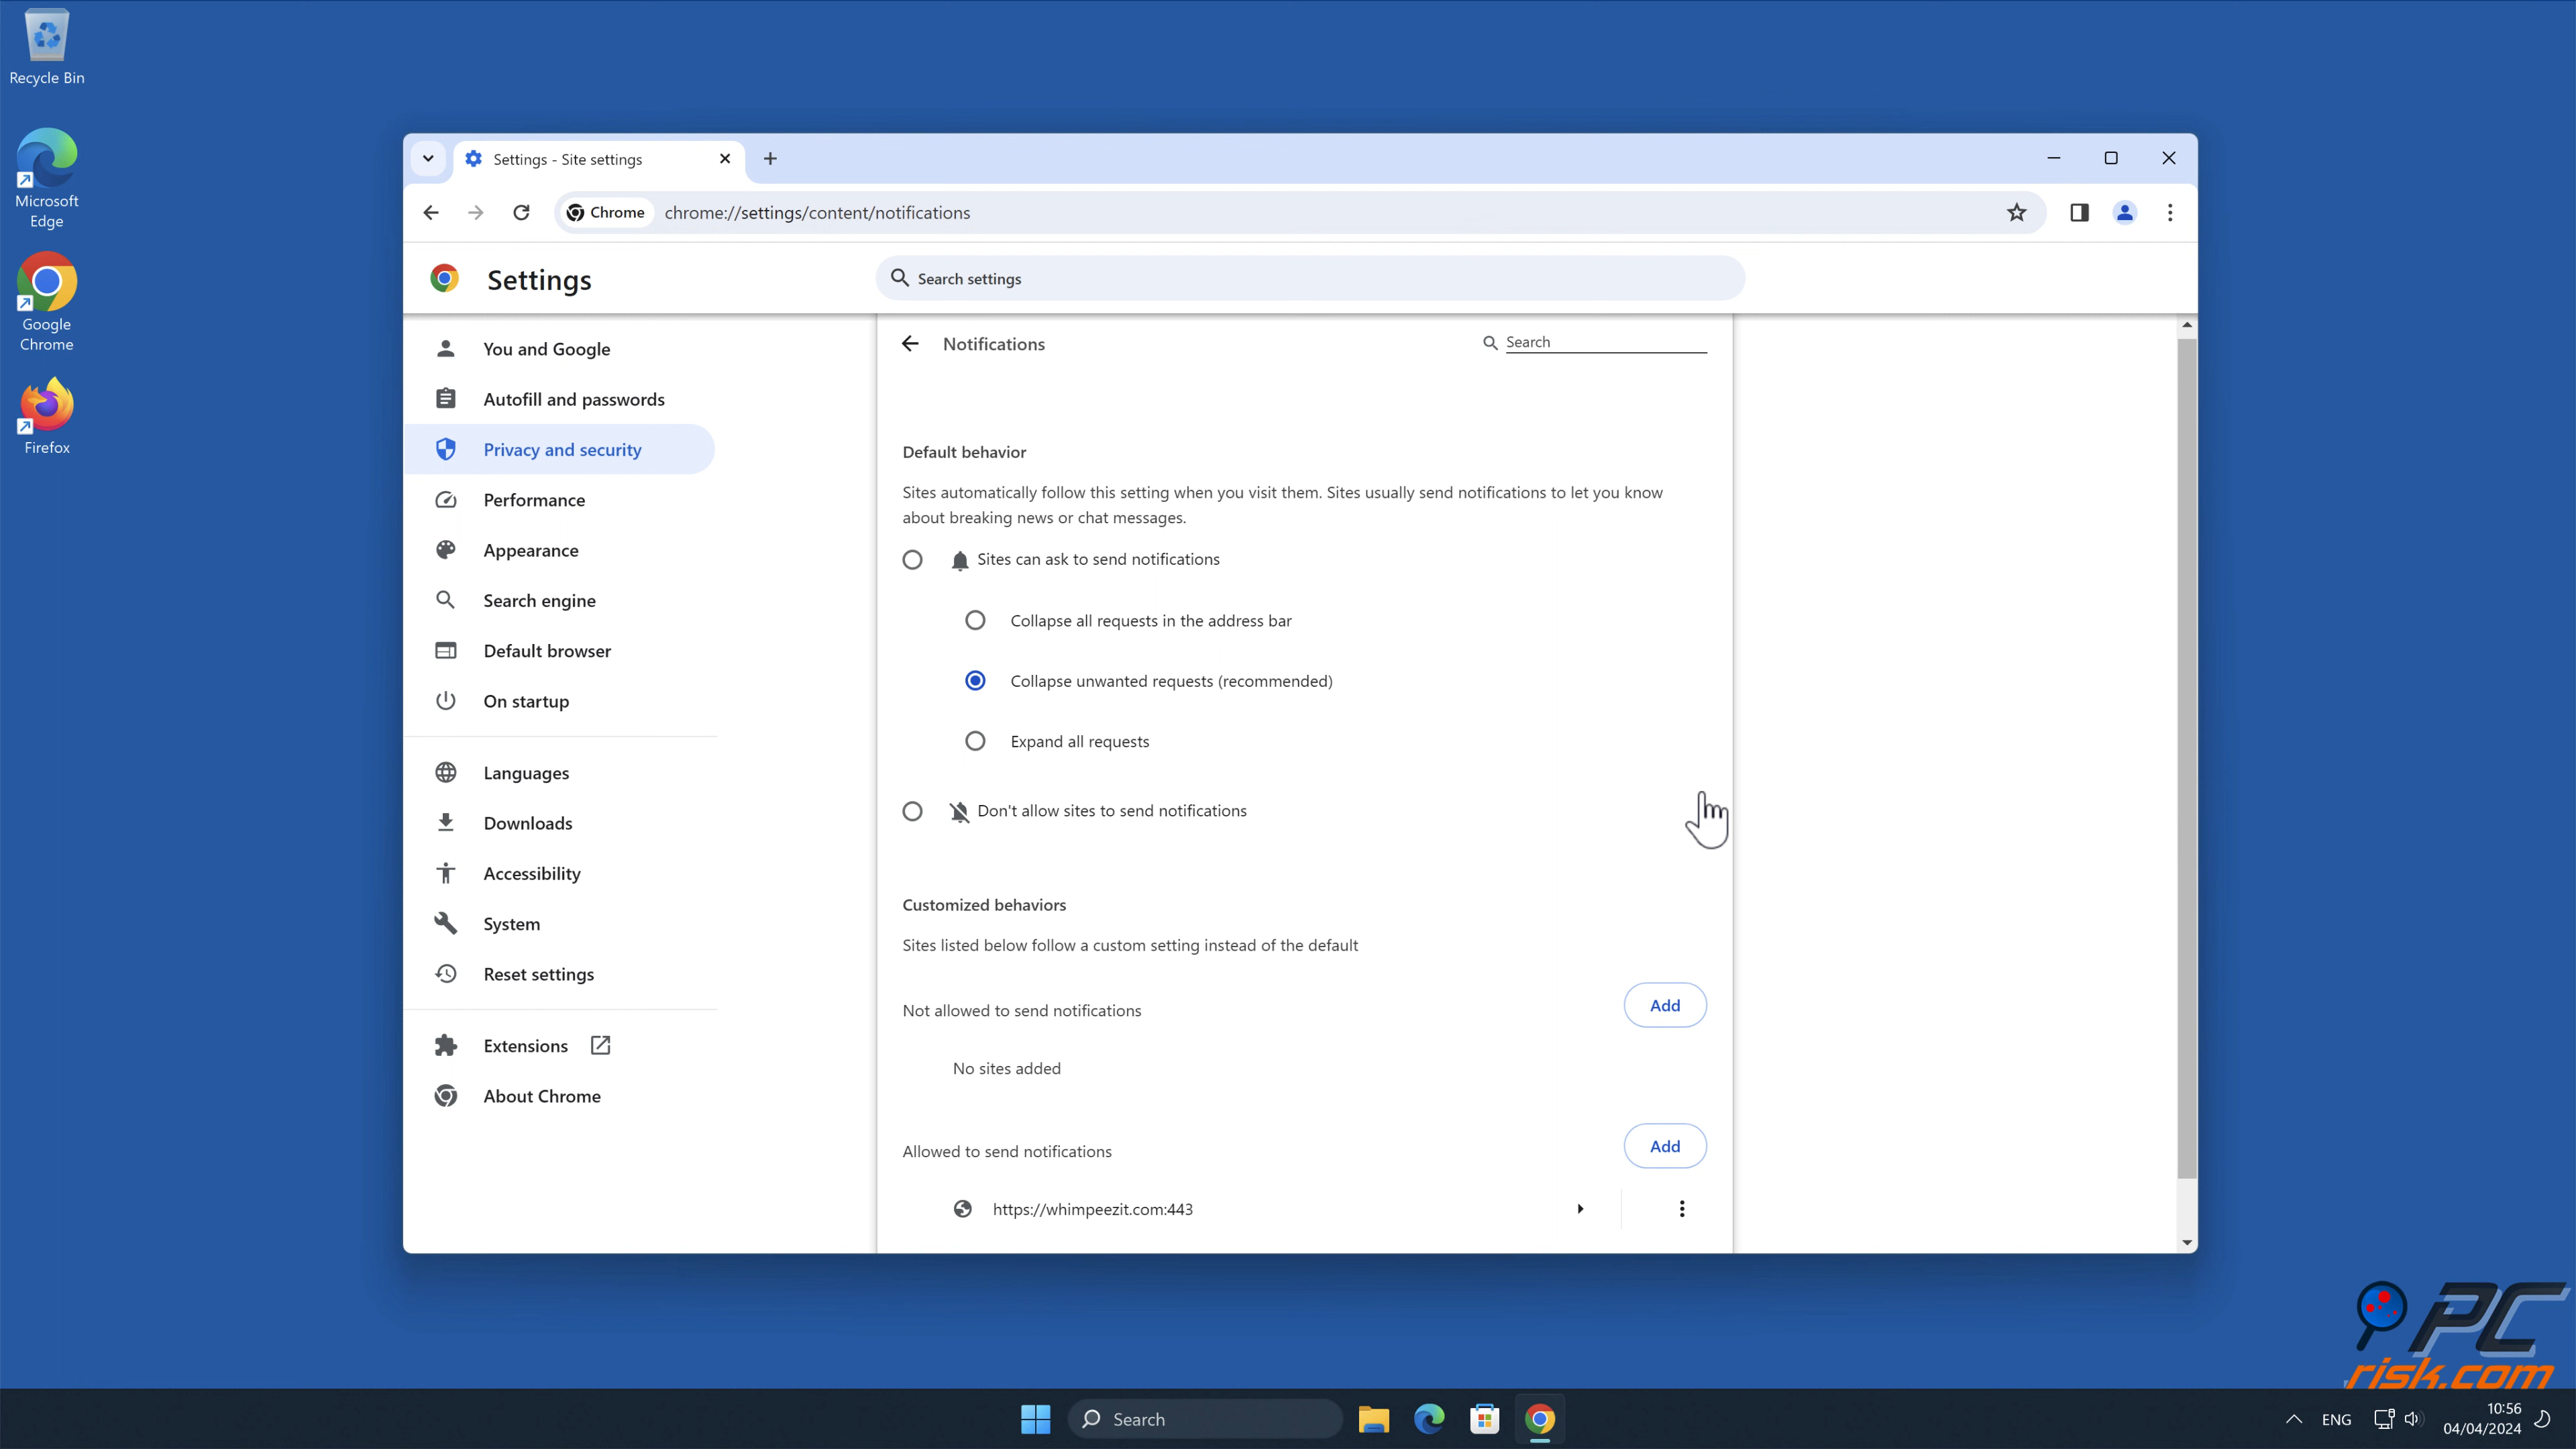 Recycle Bin
Microsoft
Edge
Google
Chrome
Firefox
Settings - Site settings
Chrome
chrome://settings/content/notifications
Settings
Search settings
You and Google
Autofill and passwords
Privacy and security
Performance
Appearance
Search engine
Default browser
On startup
Languages
Downloads
Accessibility
System
Reset settings
Extensions
About Chrome
Notifications
Search
Default behavior
Sites automatically follow this setting when you visit them. Sites usually send notifications to let you know
about breaking news or chat messages.
Sites can ask to send notifications
Collapse all requests in the address bar
Collapse unwanted requests (recommended)
Expand all requests
Don't allow sites to send notifications
Customized behaviors
Sites listed below follow a custom setting instead of the default
Not allowed to send notifications
Add
No sites added
Allowed to send notifications
Add
https://whimpeezit.com:443
PC
risk.com
Search
ENG
10:56
04/04/2024